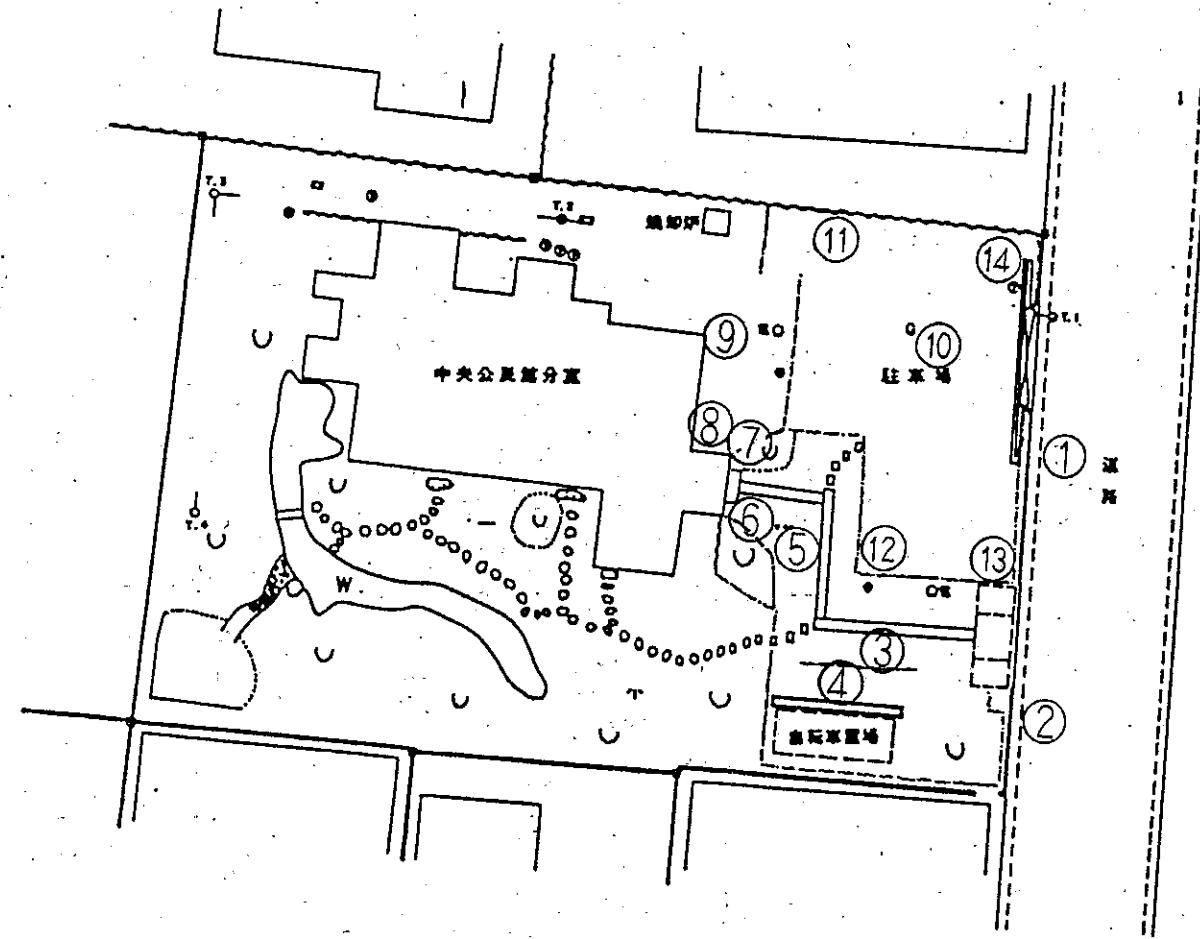 T.3
T.2
焼却炉
⑪
⑭
T.1
⑨
⑩
中央公民館分室
駐車場
⑧
⑦
①
道路
T.4
⑥
⑤
⑫
⑬
W
③
④
②
自転車置場